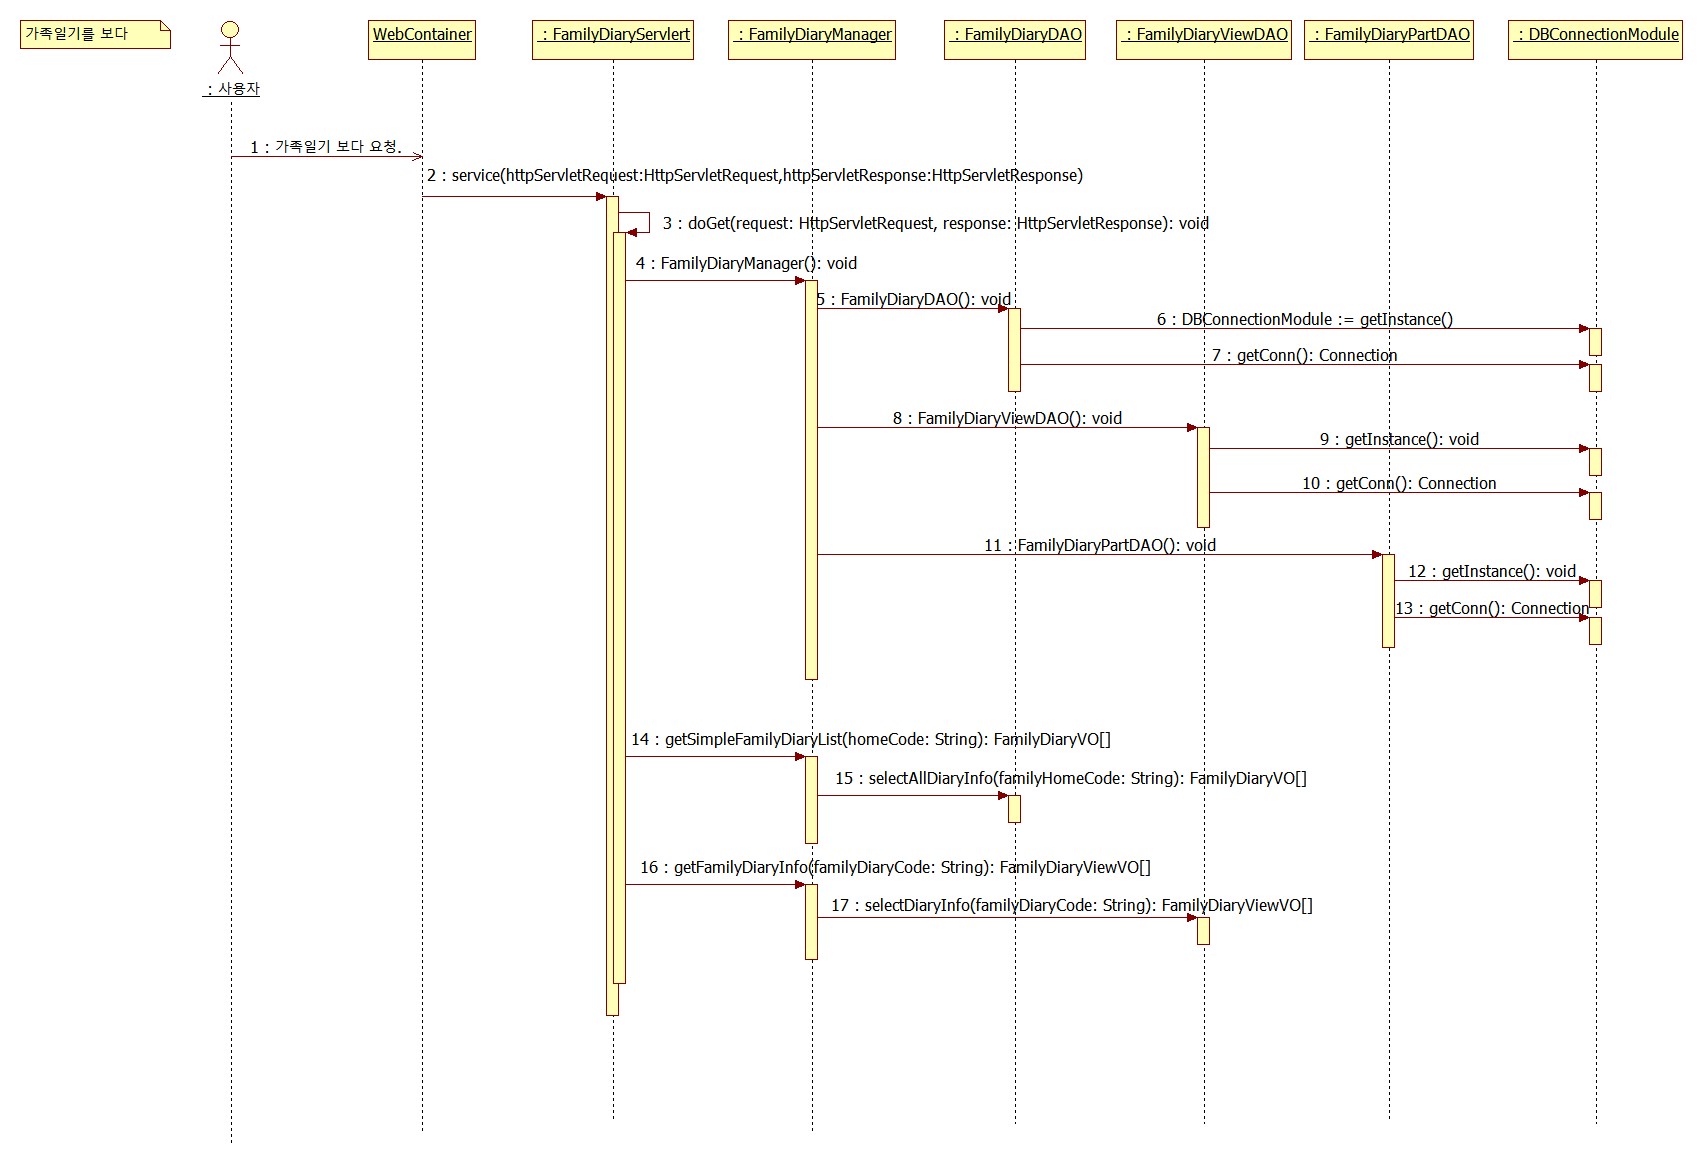 가족일기를 보다
: 사용자
WebContainer
: FamilyDiaryServlert
: FamilyDiaryManager
: FamilyDiaryDAO
: FamilyDiaryViewDAO
: FamilyDiaryPartDAO
: DBConnectionModule
1 : 가족일기 보다 요청.
2 : service(httpServletRequest:HttpServletRequest,httpServletResponse:HttpServletResponse)
3 : doGet(request: HttpServletRequest, response: HttpServletResponse): void
4 : FamilyDiaryManager(): void
5 : FamilyDiaryDAO(): void
6 : DBConnectionModule := getInstance()
7 : getConn(): Connection
8 : FamilyDiaryViewDAO(): void
9 : getInstance(): void
10 : getConn(): Connection
11 : FamilyDiaryPartDAO(): void
12 : getInstance(): void
13 : getConn(): Connection
14 : getSimpleFamilyDiaryList(homeCode: String): FamilyDiaryVO[]
15 : selectAllDiaryInfo(familyHomeCode: String): FamilyDiaryVO[]
16 : getFamilyDiaryInfo(familyDiaryCode: String): FamilyDiaryViewVO[]
17 : selectDiaryInfo(familyDiaryCode: String): FamilyDiaryViewVO[]